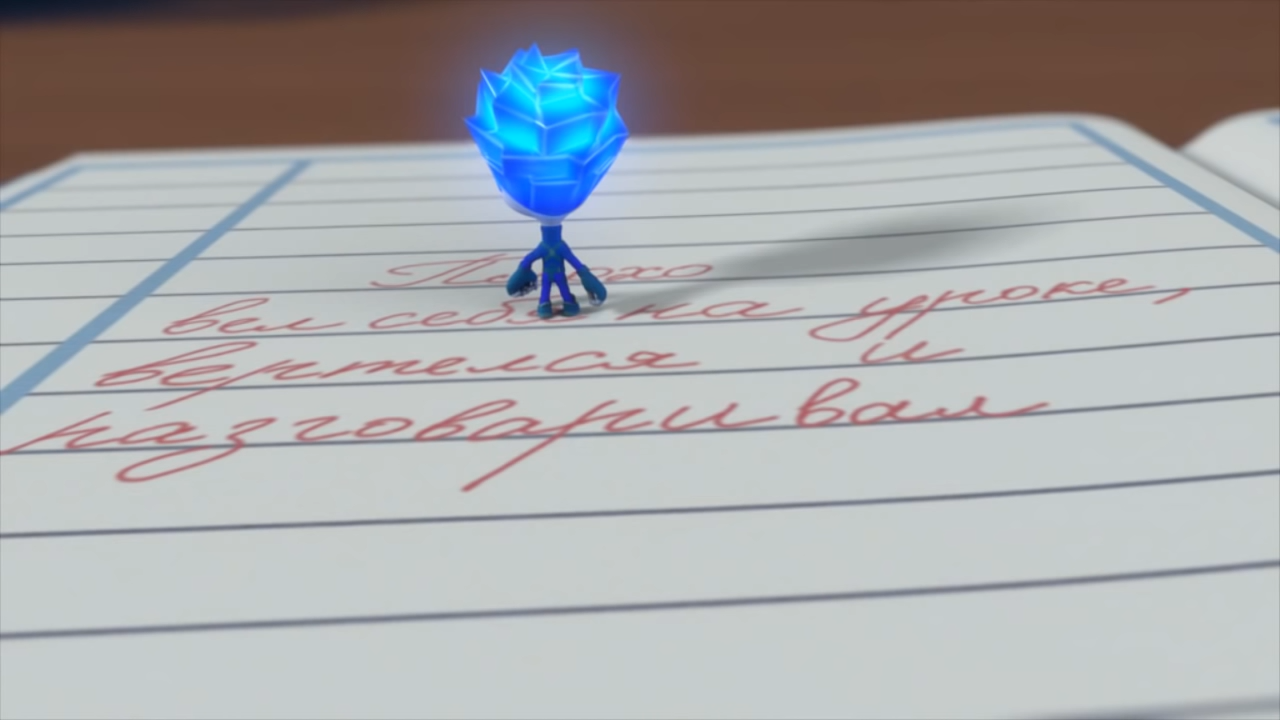 Плохо
вел себя на уроке,
вертелся и
разговаривал